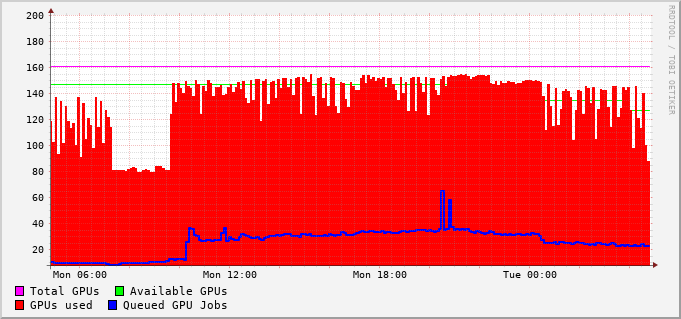 200
180
160
140
120
100
80
60
40
20
Mon 06:00 Mon 12:00 Mon 18:00 Tue 00:00
Total GPUs Available GPUs
GPUs used Queued GPU Jobs
RRDTOOL / TOBI OETIKER